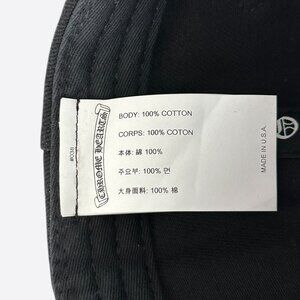 CHROME HEARTS
BODY: 100% COTTON
CORPS: 100% COTON
本体: 綿 100%
주요부: 100% 면
大身面料: 100% 棉
MADE IN U.S.A.